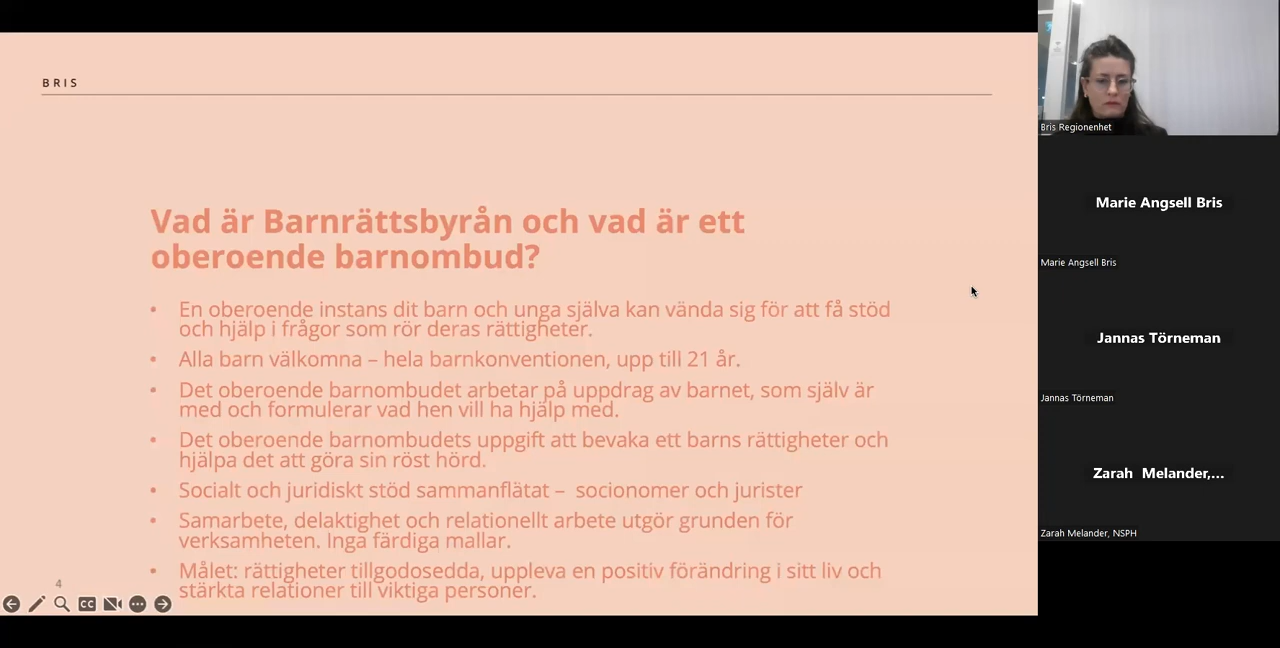 BRIS
Vad är Barnrättsbyrån och vad är ett
oberoende barnombud?
• En oberoende instans dit barn och unga själva kan vända sig för att få stöd
och hjälp i frågor som rör deras rättigheter.
• Alla barn välkomna – hela barnkonventionen, upp till 21 år.
• Det oberoende barnombudet arbetar på uppdrag av barnet, som själv är
med och formulerar vad hen vill ha hjälp med.
• Det oberoende barnombudets uppgift att bevaka ett barns rättigheter och
hjälpa det att göra sin röst hörd.
• Socialt och juridiskt stöd sammanflätat – socionomer och jurister
• Samarbete, delaktighet och relationellt arbete utgör grunden för
verksamheten. Inga färdiga mallar.
• Målet: rättigheter tillgodosedda, uppleva en positiv förändring i sitt liv och
stärkta relationer till viktiga personer.
4
CC
Bris Regionenhet
Marie Angsell Bris
Marie Angsell Bris
Jannas Törneman
Jannas Törneman
Zarah Melander,...
Zarah Melander, NSPH